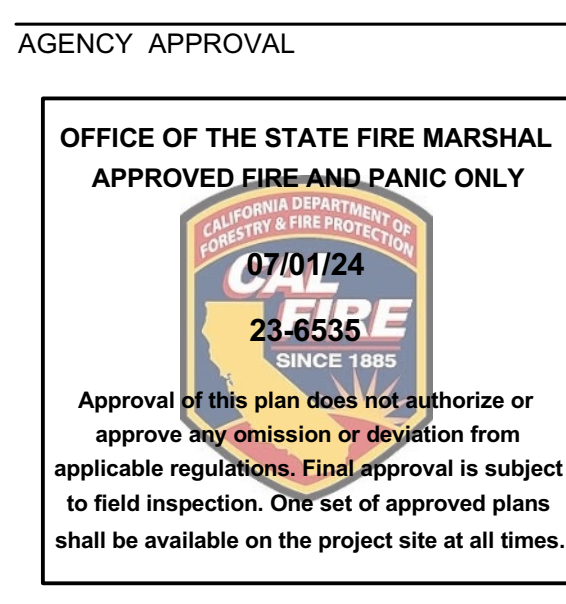 AGENCY APPROVAL
OFFICE OF THE STATE FIRE MARSHAL
APPROVED FIRE AND PANIC ONLY
CALIFORNIA DEPARTMENT OF
FORESTRY & FIRE PROTECTION
07/01/24
CAL
FIRE
23-6535
SINCE 1885
Approval of this plan does not authorize or
approve any omission or deviation from
applicable regulations. Final approval is subject
to field inspection. One set of approved plans
shall be available on the project site at all times.